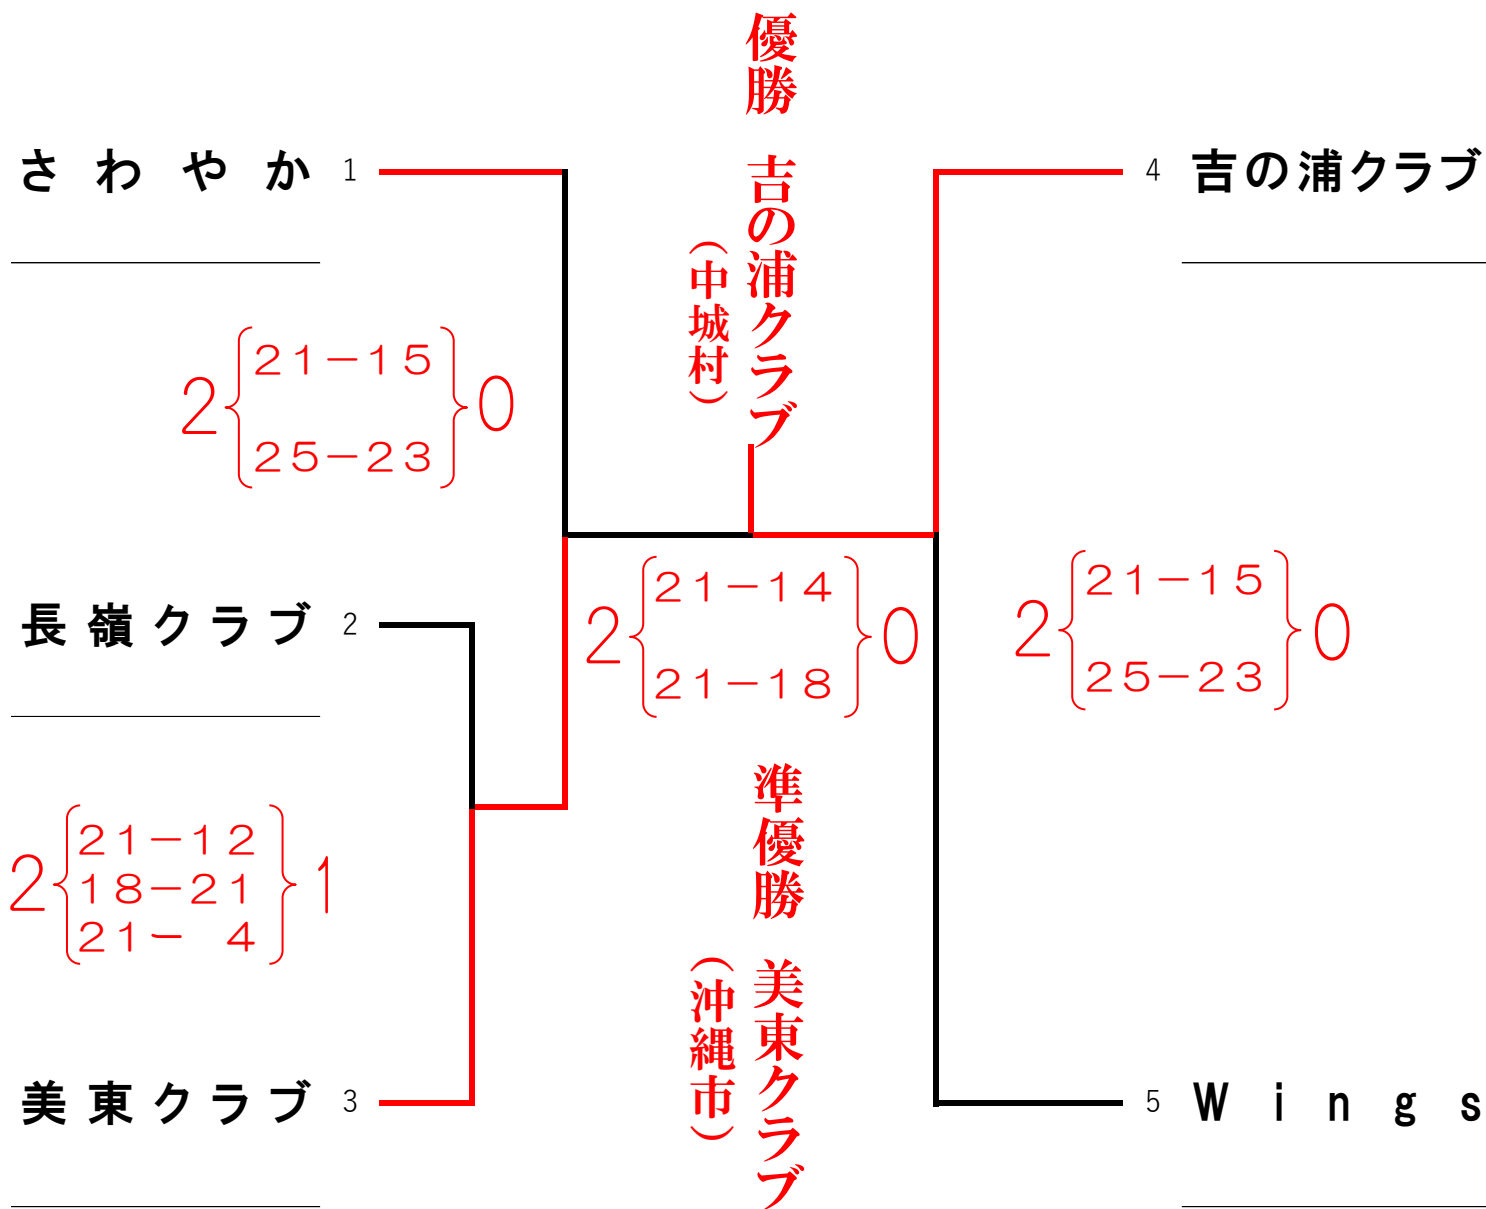 優勝 吉の浦クラブ
(中城村)
さわやか 1
4 吉の浦クラブ
2 21-15 0
25-23
長嶺クラブ 2
2 21-14 0
21-18
2 21-15 0
25-23
2 21-12 1
18-21
21- 4
準優勝 美東クラブ
(沖縄市)
美東クラブ 3
5 Wings